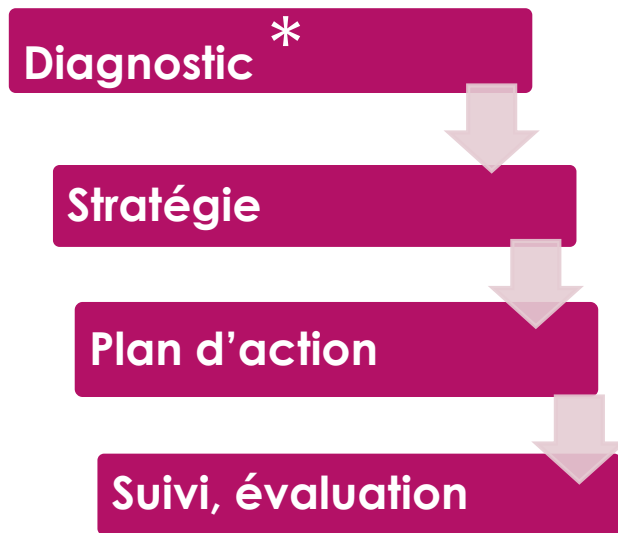 Diagnostic *
Stratégie
Plan d’action
Suivi, évaluation